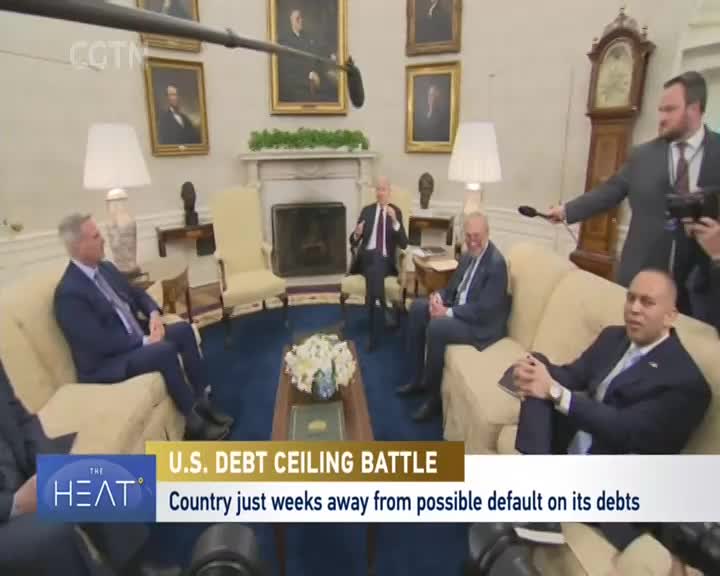 CGTN
U.S. DEBT CEILING BATTLE
THE
HEAT
Country just weeks away from possible default on its debts